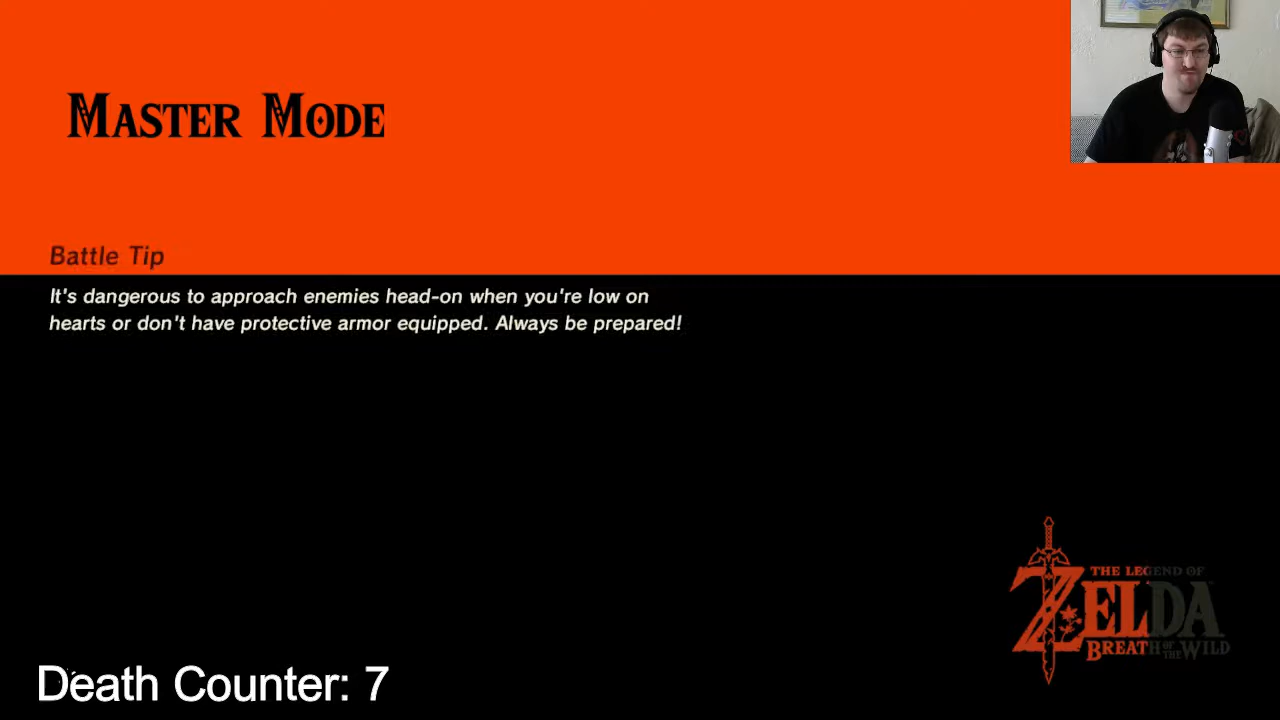 Master Mode
Battle Tip
It's dangerous to approach enemies head-on when you're low on
hearts or don't have protective armor equipped. Always be prepared!
THE LEGEND OF
ZELDA
BREATH OF THE WILD
Death Counter: 7